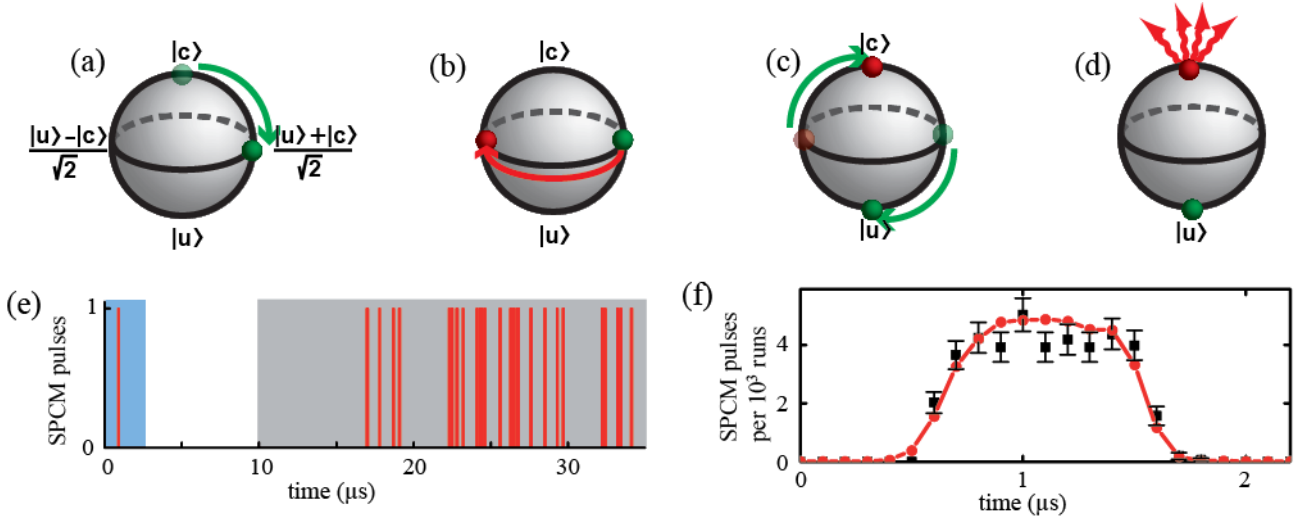 (a)
|c⟩
|u⟩ –|c⟩
√2
|u⟩ +|c⟩
√2
|u⟩
(b)
|c⟩
|u⟩
(c)
|c⟩
|u⟩
(d)
|u⟩
(e)
SPCM pulses
1
0
0
10
20
30
time (µs)
(f)
SPCM pulses
per 10³ runs
4
2
0
0
1
2
time (µs)